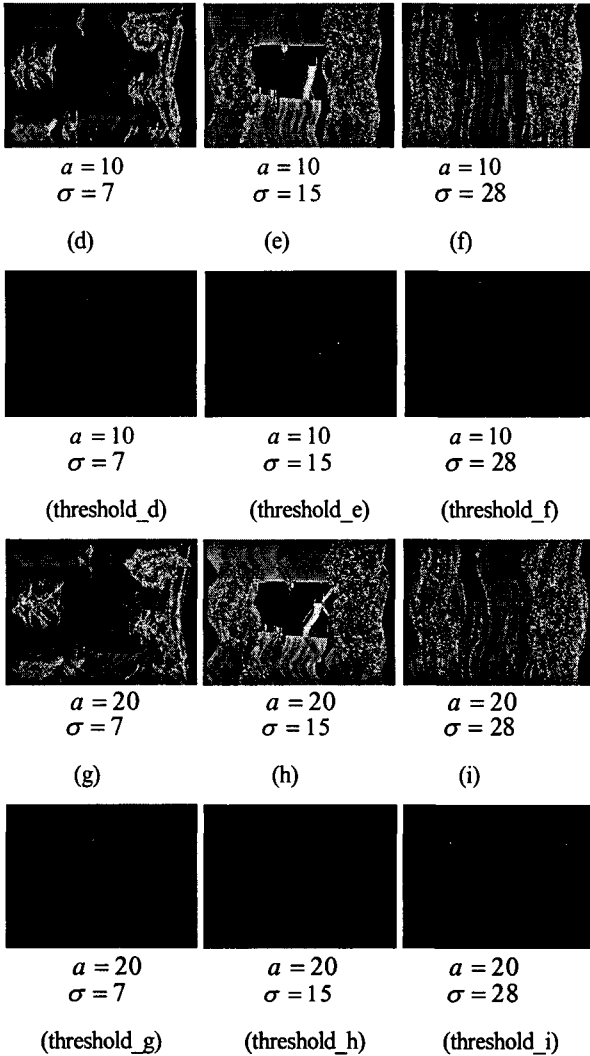 a = 10 a = 10 a = 10
σ = 7 σ = 15 σ = 28
(d) (e) (f)
a = 10 a = 10 a = 10
σ = 7 σ = 15 σ = 28
(threshold_d) (threshold_e) (threshold_f)
a = 20 a = 20 a = 20
σ = 7 σ = 15 σ = 28
(g) (h) (i)
a = 20 a = 20 a = 20
σ = 7 σ = 15 σ = 28
(threshold_g) (threshold_h) (threshold_i)